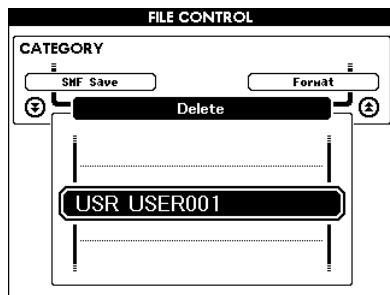 FILE CONTROL
CATEGORY
SMF Save
Format
Delete
USR USER001